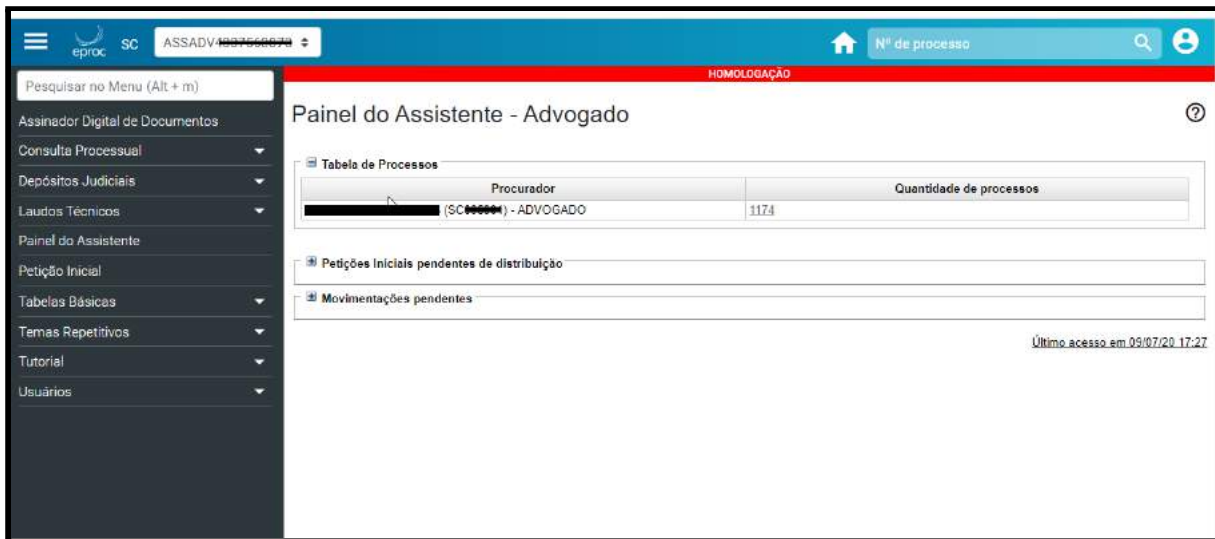 eproc SC ASSADV Nº de processo
HOMOLOGAÇÃO
Pesquisar no Menu (Alt + m)
Assinador Digital de Documentos
Consulta Processual
Depósitos Judiciais
Laudos Técnicos
Painel do Assistente
Petição Inicial
Tabelas Básicas
Temas Repetitivos
Tutorial
Usuários
Painel do Assistente - Advogado
Tabela de Processos
Procurador Quantidade de processos
(SC) - ADVOGADO 1174
Petições Iniciais pendentes de distribuição
Movimentações pendentes
Último acesso em 09/07/20 17:27